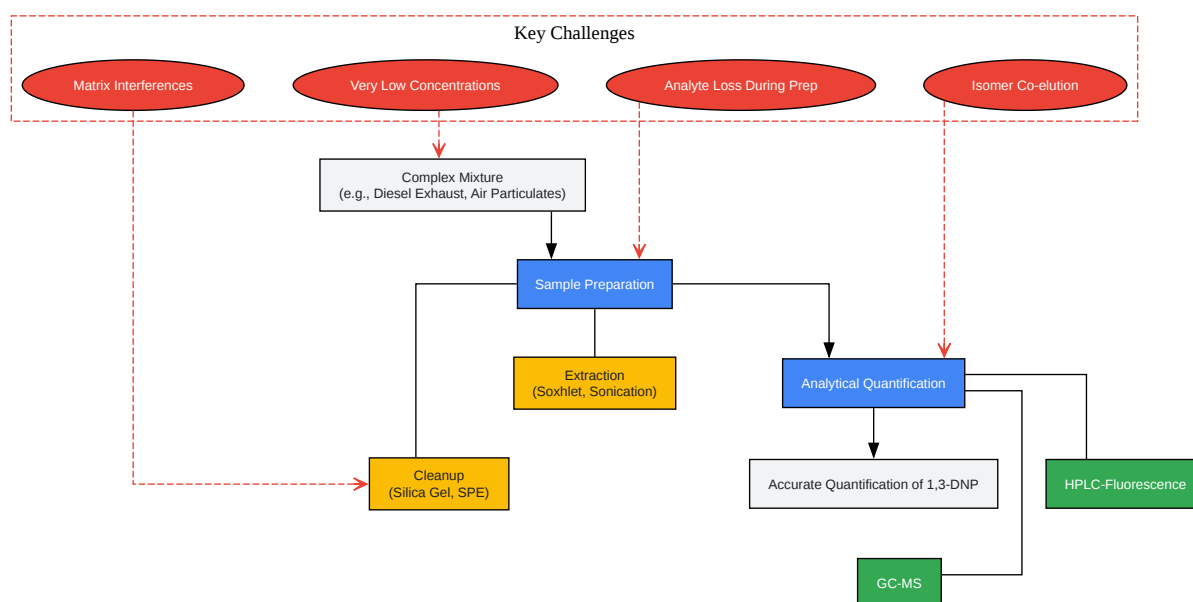 Key Challenges
Matrix Interferences
Very Low Concentrations
Analyte Loss During Prep
Isomer Co-elution
Complex Mixture
(e.g., Diesel Exhaust, Air Particulates)
Sample Preparation
Extraction
(Soxhlet, Sonication)
Analytical Quantification
Cleanup
(Silica Gel, SPE)
Accurate Quantification of 1,3-DNP
HPLC-Fluorescence
GC-MS